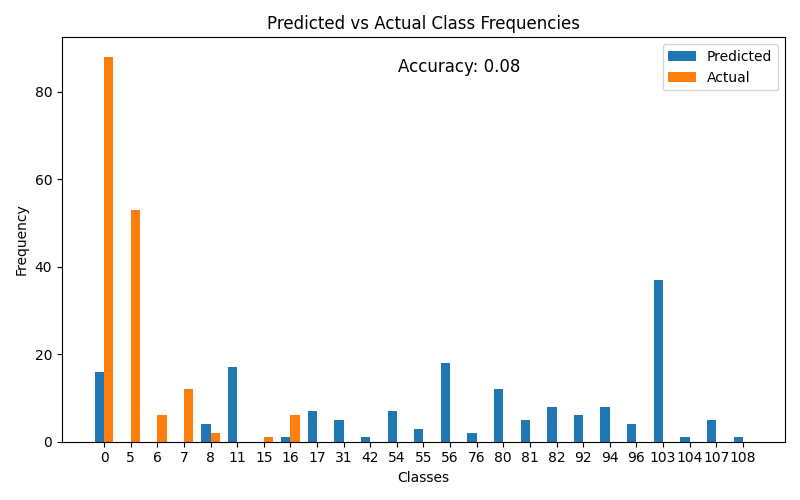 Predicted vs Actual Class Frequencies
Accuracy: 0.08
Predicted
Actual
Frequency
80
60
40
20
0
0 5 6 7 8 11 15 16 17 31 42 54 55 56 76 80 81 82 92 94 96 103 104 107 108
Classes